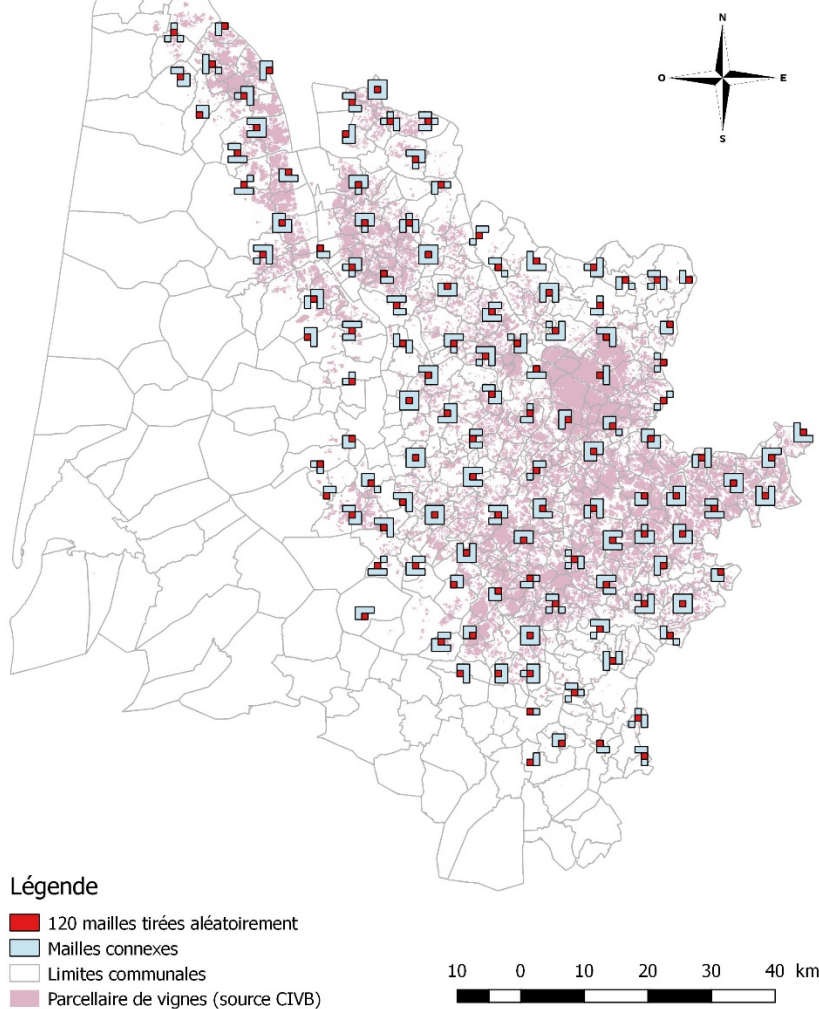 N
O E
S
Légende
120 mailles tirées aléatoirement
Mailles connexes
Limites communales
Parcellaire de vignes (source CIVB)
10 0 10 20 30 40 km